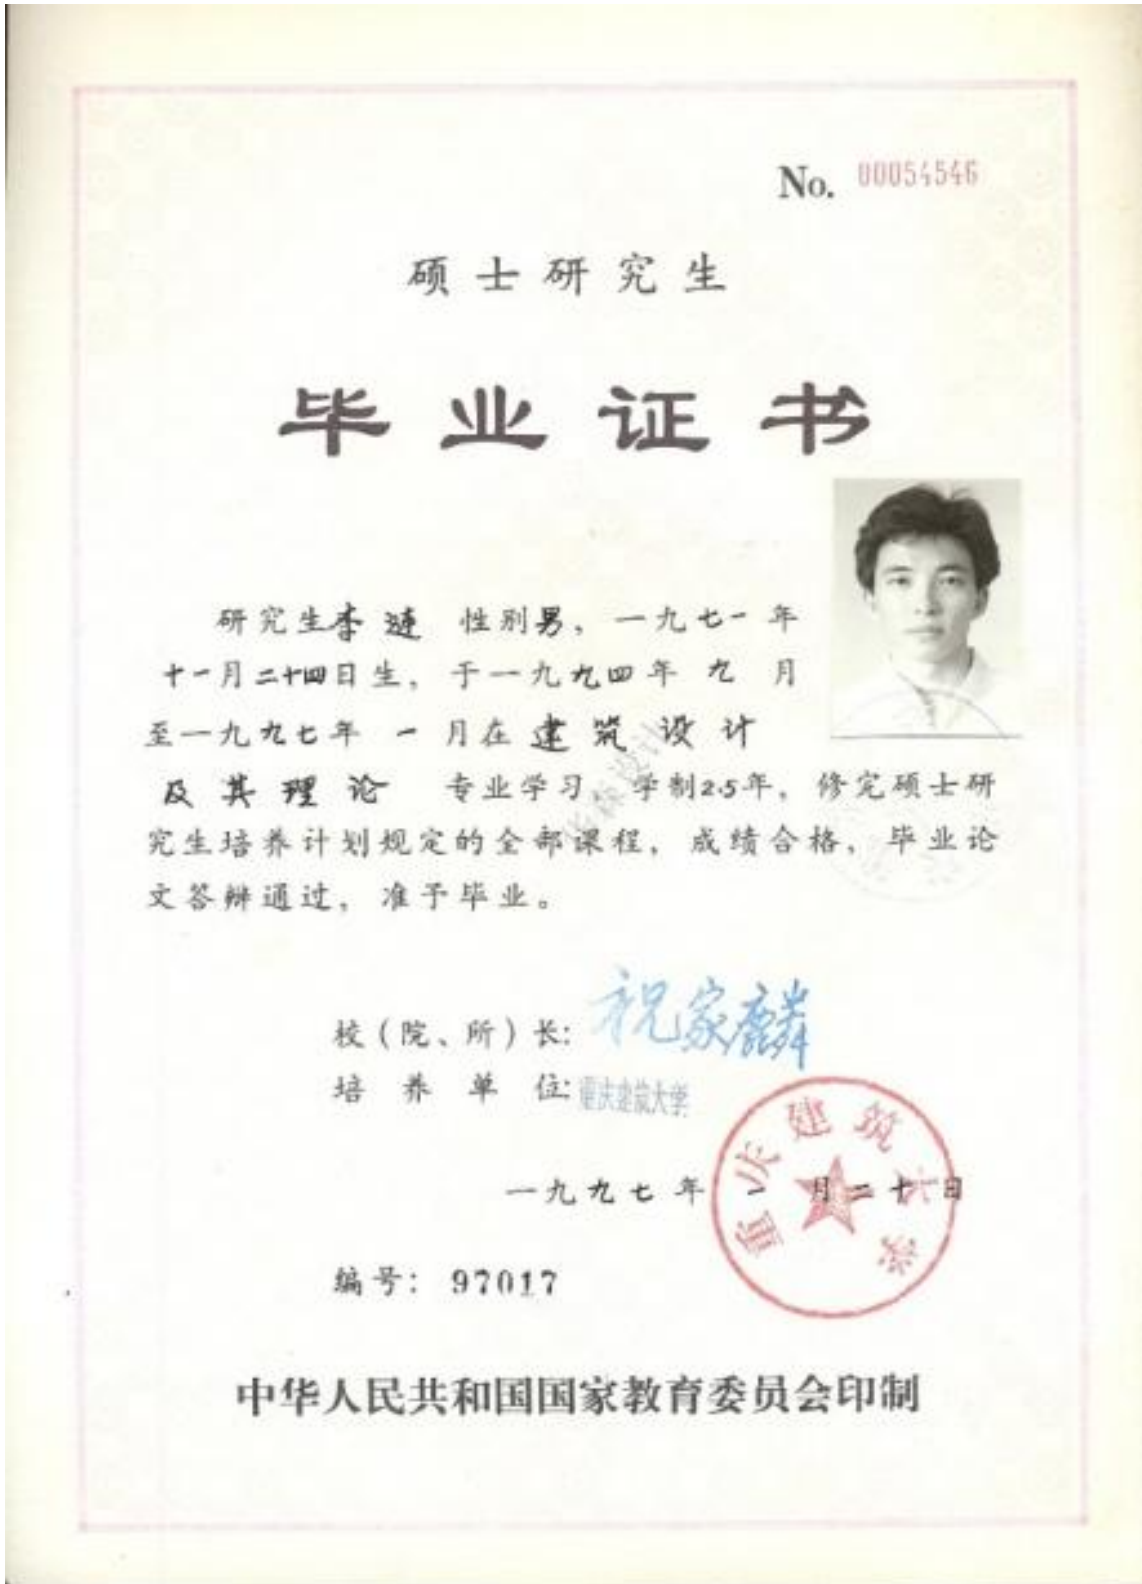 No. 00054546
硕士研究生
毕业证书
研究生李涟 性别男，一九七一年
十一月二十四日生，于一九九四年九月
至一九九七年一月在建筑设计
及其理论 专业学习，学制2.5年，修完硕士研
究生培养计划规定的全部课程，成绩合格，毕业论
文答辩通过，准予毕业。
校（院、所）长：祝家麟
培养单位：重庆建筑大学
一九九七年一月二十日
重庆建筑大学
编号：97017
中华人民共和国国家教育委员会印制